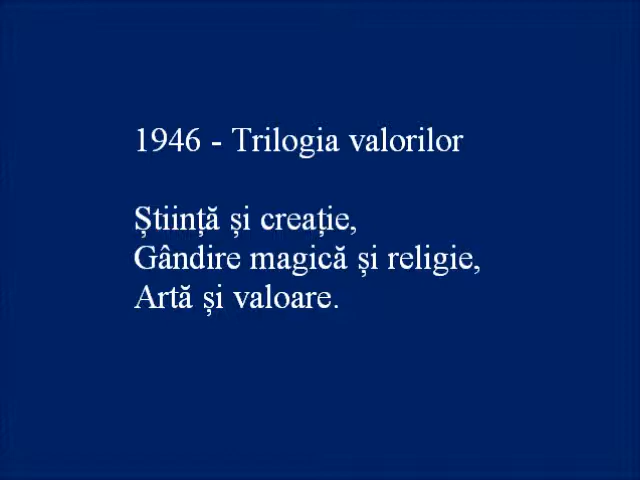 1946 - Trilogia valorilor
Știință și creație,
Gândire magică și religie,
Artă și valoare.